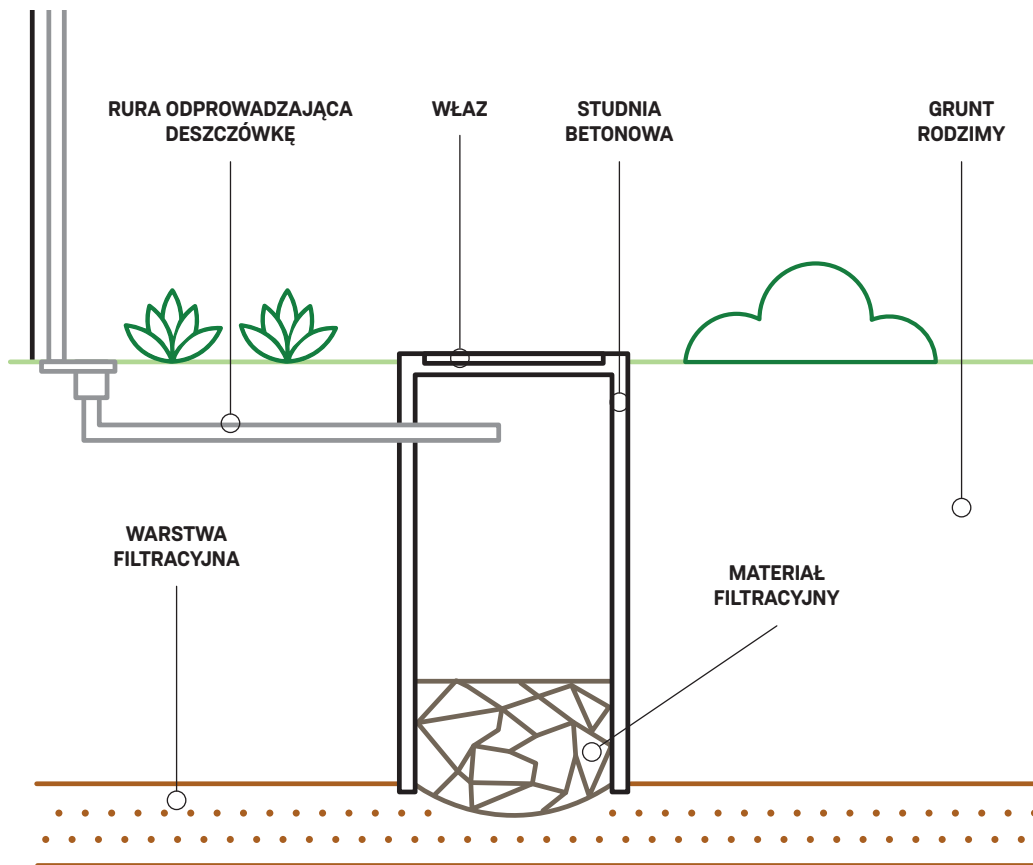 RURA ODPROWADZAJĄCA
DESZCZÓWKĘ
WŁAZ
STUDNIA
BETONOWA
GRUNT
RODZIMY
WARSTWA
FILTRACYJNA
MATERIAŁ
FILTRACYJNY